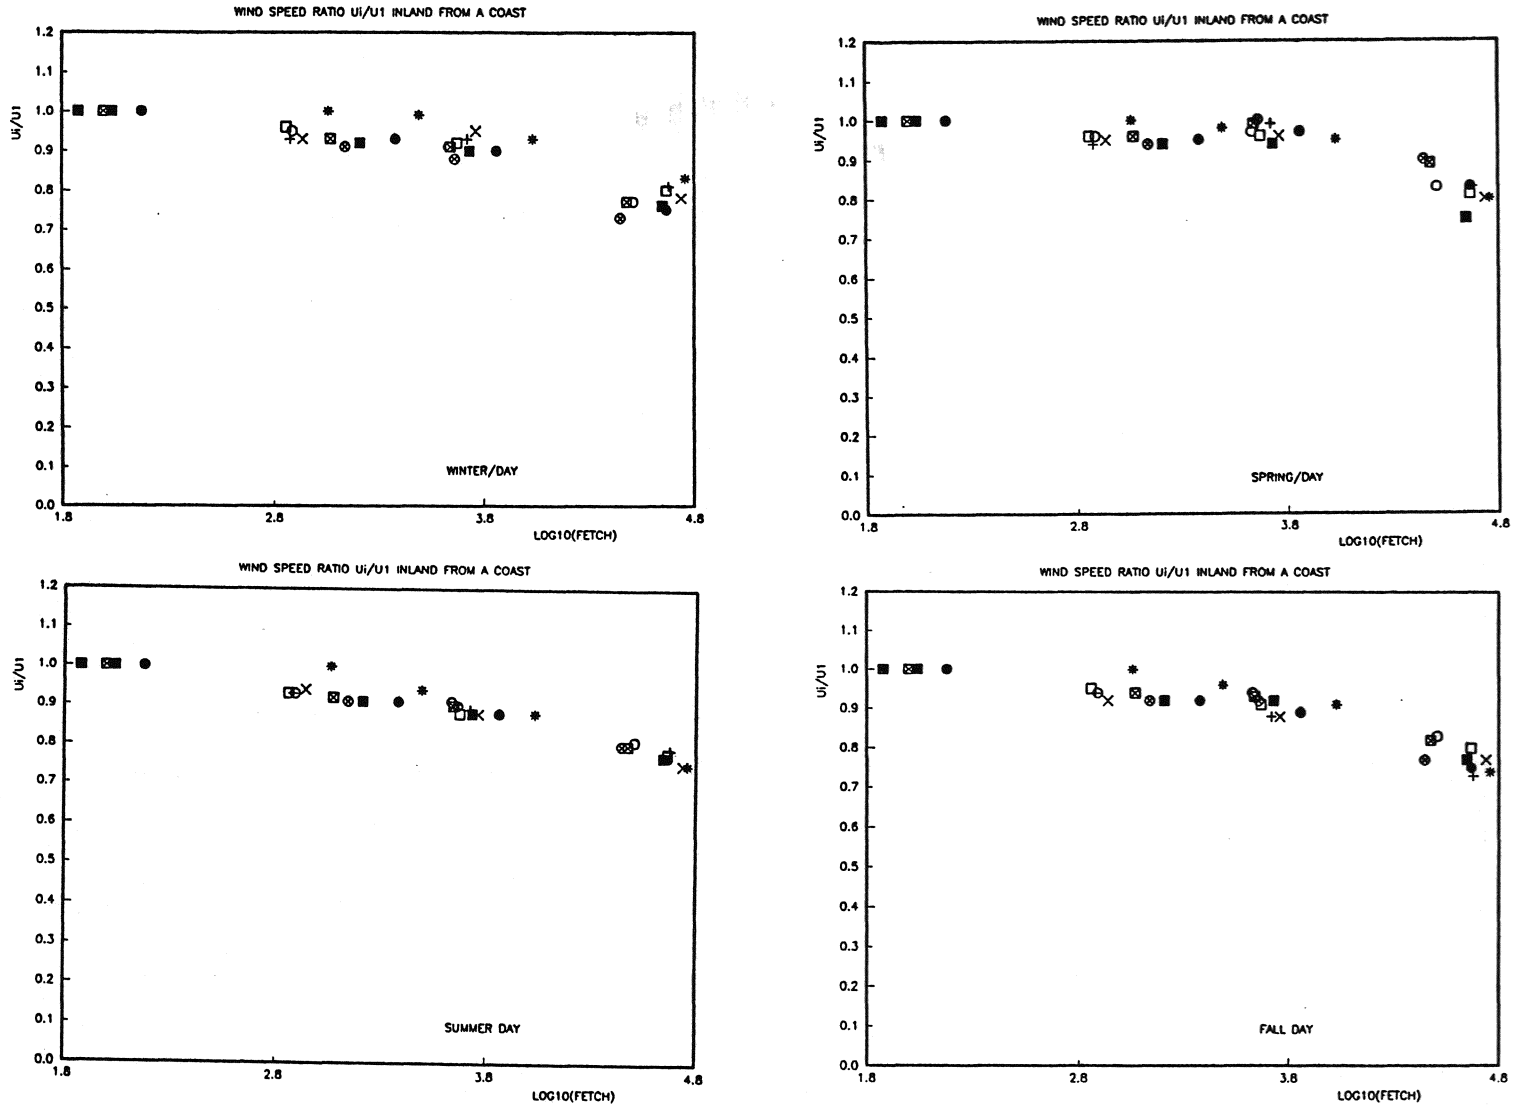 WIND SPEED RATIO Ui/U1 INLAND FROM A COAST
1.2
1.1
1.0
0.9
0.8
0.7
0.6
0.5
0.4
0.3
0.2
0.1
0.0
Ui/U1
WINTER/DAY
1.8 2.8 3.8 4.8
LOG10(FETCH)
WIND SPEED RATIO Ui/U1 INLAND FROM A COAST
1.2
1.1
1.0
0.9
0.8
0.7
0.6
0.5
0.4
0.3
0.2
0.1
0.0
Ui/U1
SPRING/DAY
1.8 2.8 3.8 4.8
LOG10(FETCH)
WIND SPEED RATIO Ui/U1 INLAND FROM A COAST
1.2
1.1
1.0
0.9
0.8
0.7
0.6
0.5
0.4
0.3
0.2
0.1
0.0
Ui/U1
SUMMER DAY
1.8 2.8 3.8 4.8
LOG10(FETCH)
WIND SPEED RATIO Ui/U1 INLAND FROM A COAST
1.2
1.1
1.0
0.9
0.8
0.7
0.6
0.5
0.4
0.3
0.2
0.1
0.0
Ui/U1
FALL DAY
1.8 2.8 3.8 4.8
LOG10(FETCH)